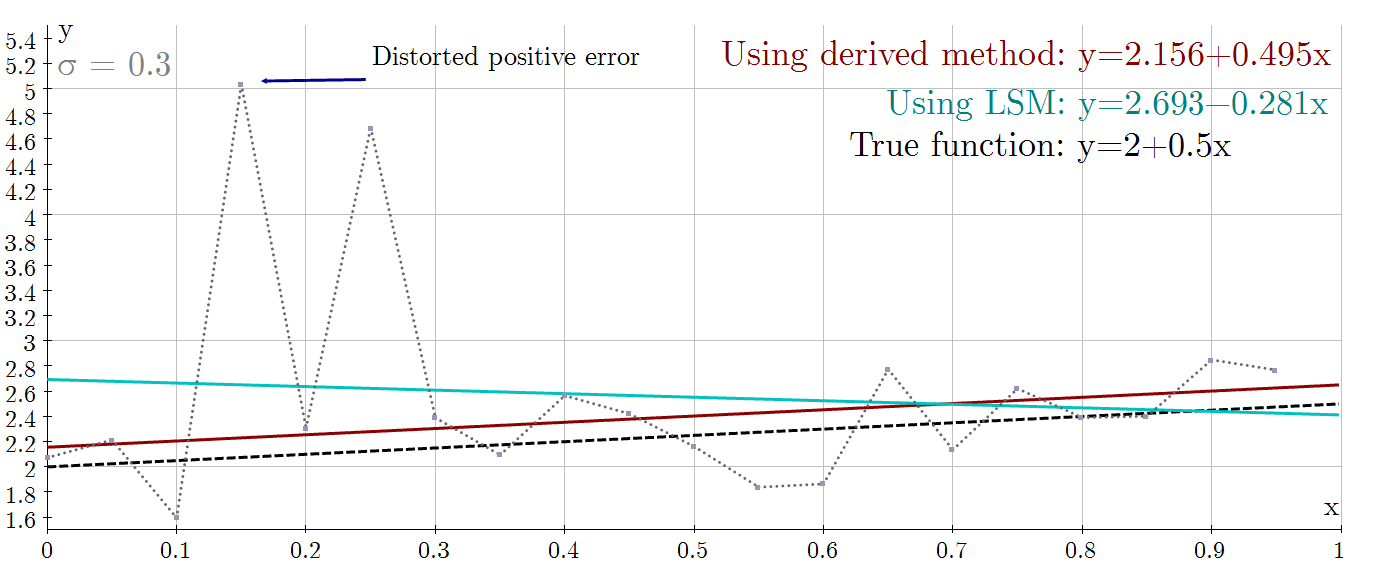 y
5.4
5.2
5
4.8
4.6
4.4
4.2
4
3.8
3.6
3.4
3.2
3
2.8
2.6
2.4
2.2
2
1.8
1.6
σ = 0.3
Distorted positive error
Using derived method: y=2.156+0.495x
Using LSM: y=2.693−0.281x
True function: y=2+0.5x
x
0 0.1 0.2 0.3 0.4 0.5 0.6 0.7 0.8 0.9 1